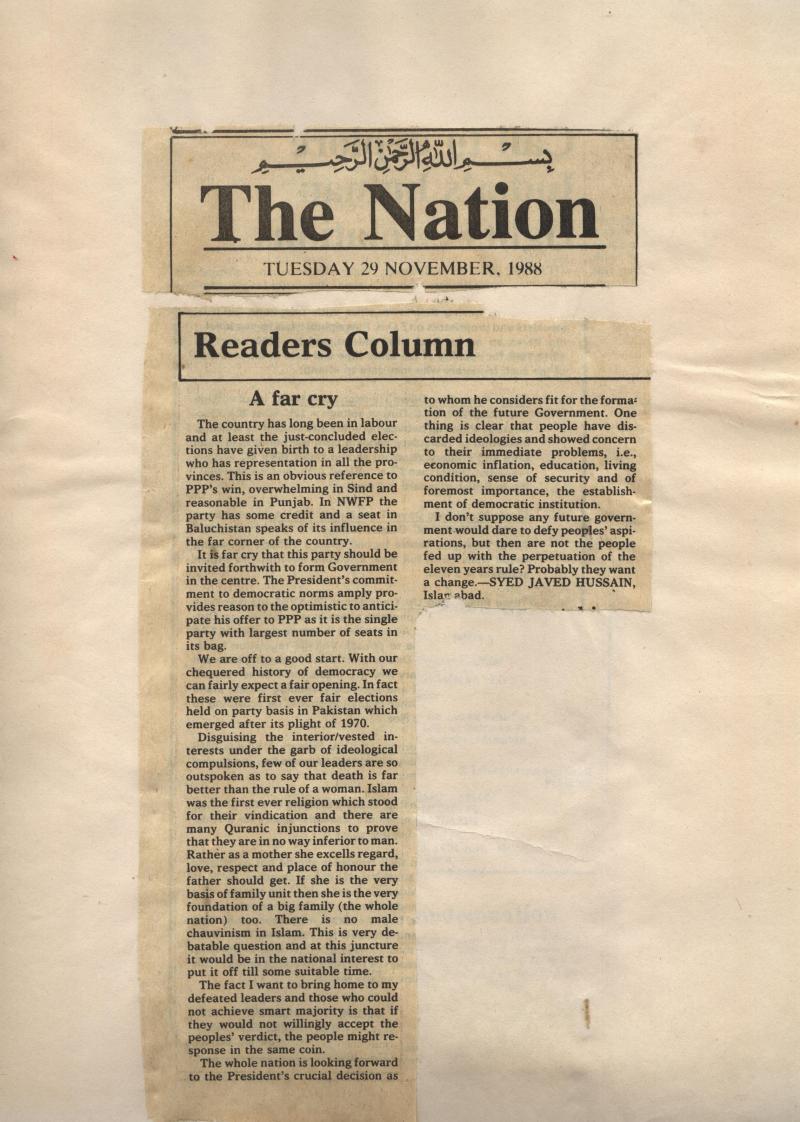 بِسْمِ اللهِ الرَّحْمٰنِ الرَّحِيْمِ
The Nation
TUESDAY 29 NOVEMBER, 1988
Readers Column
A far cry
The country has long been in labour
and at least the just-concluded elec-
tions have given birth to a leadership
who has representation in all the pro-
vinces. This is an obvious reference to
PPP's win, overwhelming in Sind and
reasonable in Punjab. In NWFP the
party has some credit and a seat in
Baluchistan speaks of its influence in
the far corner of the country.
It is far cry that this party should be
invited forthwith to form Government
in the centre. The President's commit-
ment to democratic norms amply pro-
vides reason to the optimistic to antici-
pate his offer to PPP as it is the single
party with largest number of seats in
its bag.
We are off to a good start. With our
chequered history of democracy we
can fairly expect a fair opening. In fact
these were first ever fair elections
held on party basis in Pakistan which
emerged after its plight of 1970.
Disguising the interior/vested in-
terests under the garb of ideological
compulsions, few of our leaders are so
outspoken as to say that death is far
better than the rule of a woman. Islam
was the first ever religion which stood
for their vindication and there are
many Quranic injunctions to prove
that they are in no way inferior to man.
Rather as a mother she excells regard,
love, respect and place of honour the
father should get. If she is the very
basis of family unit then she is the very
foundation of a big family (the whole
nation) too. There is no male
chauvinism in Islam. This is very de-
batable question and at this juncture
it would be in the national interest to
put it off till some suitable time.
The fact I want to bring home to my
defeated leaders and those who could
not achieve smart majority is that if
they would not willingly accept the
peoples' verdict, the people might re-
sponse in the same coin.
The whole nation is looking forward
to the President's crucial decision as
to whom he considers fit for the forma-
tion of the future Government. One
thing is clear that people have dis-
carded ideologies and showed concern
to their immediate problems, i.e.,
economic inflation, education, living
condition, sense of security and of
foremost importance, the establish-
ment of democratic institution.
I don't suppose any future govern-
ment would dare to defy peoples' aspi-
rations, but then are not the people
fed up with the perpetuation of the
eleven years rule? Probably they want
a change.—SYED JAVED HUSSAIN,
Islamabad.